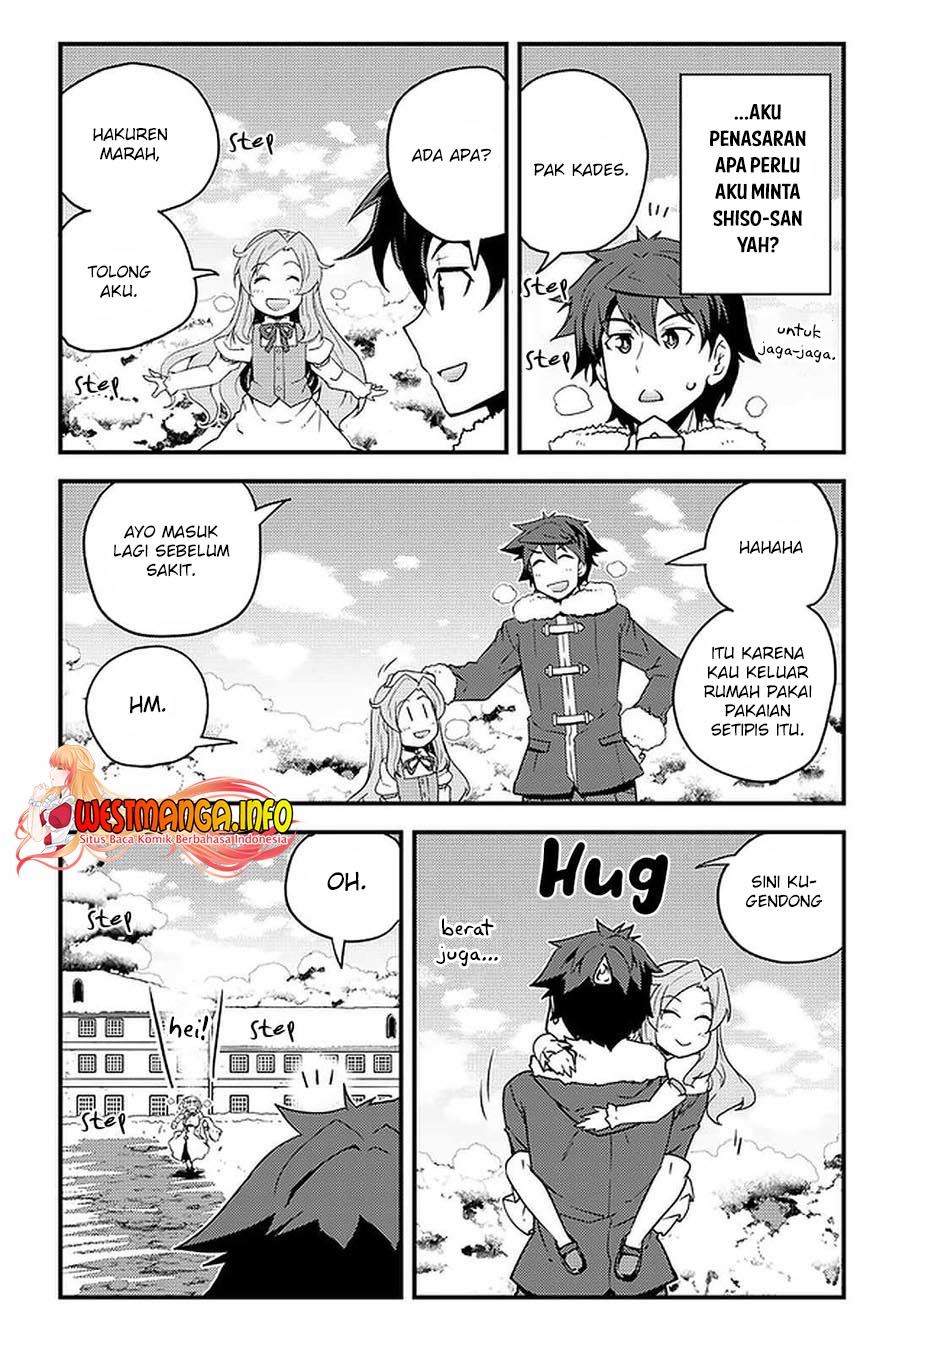 ...AKU
PENASARAN
APA PERLU
AKU MINTA
SHISO-SAN
YAH?
PAK KADES.
untuk
jaga-jaga.
step
step
ADA APA?
HAKUREN
MARAH,
TOLONG
AKU.
step
step
HAHAHA
ITU KARENA
KAU KELUAR
RUMAH PAKAI
PAKAIAN
SETIPIS ITU.
AYO MASUK
LAGI SEBELUM
SAKIT.
HM.
WESTMANGA.INFO
Situs Baca Komik Berbahasa Indonesia
SINI KU-
GENDONG
Hug
berat
juga...
OH.
step
hei!
step
step